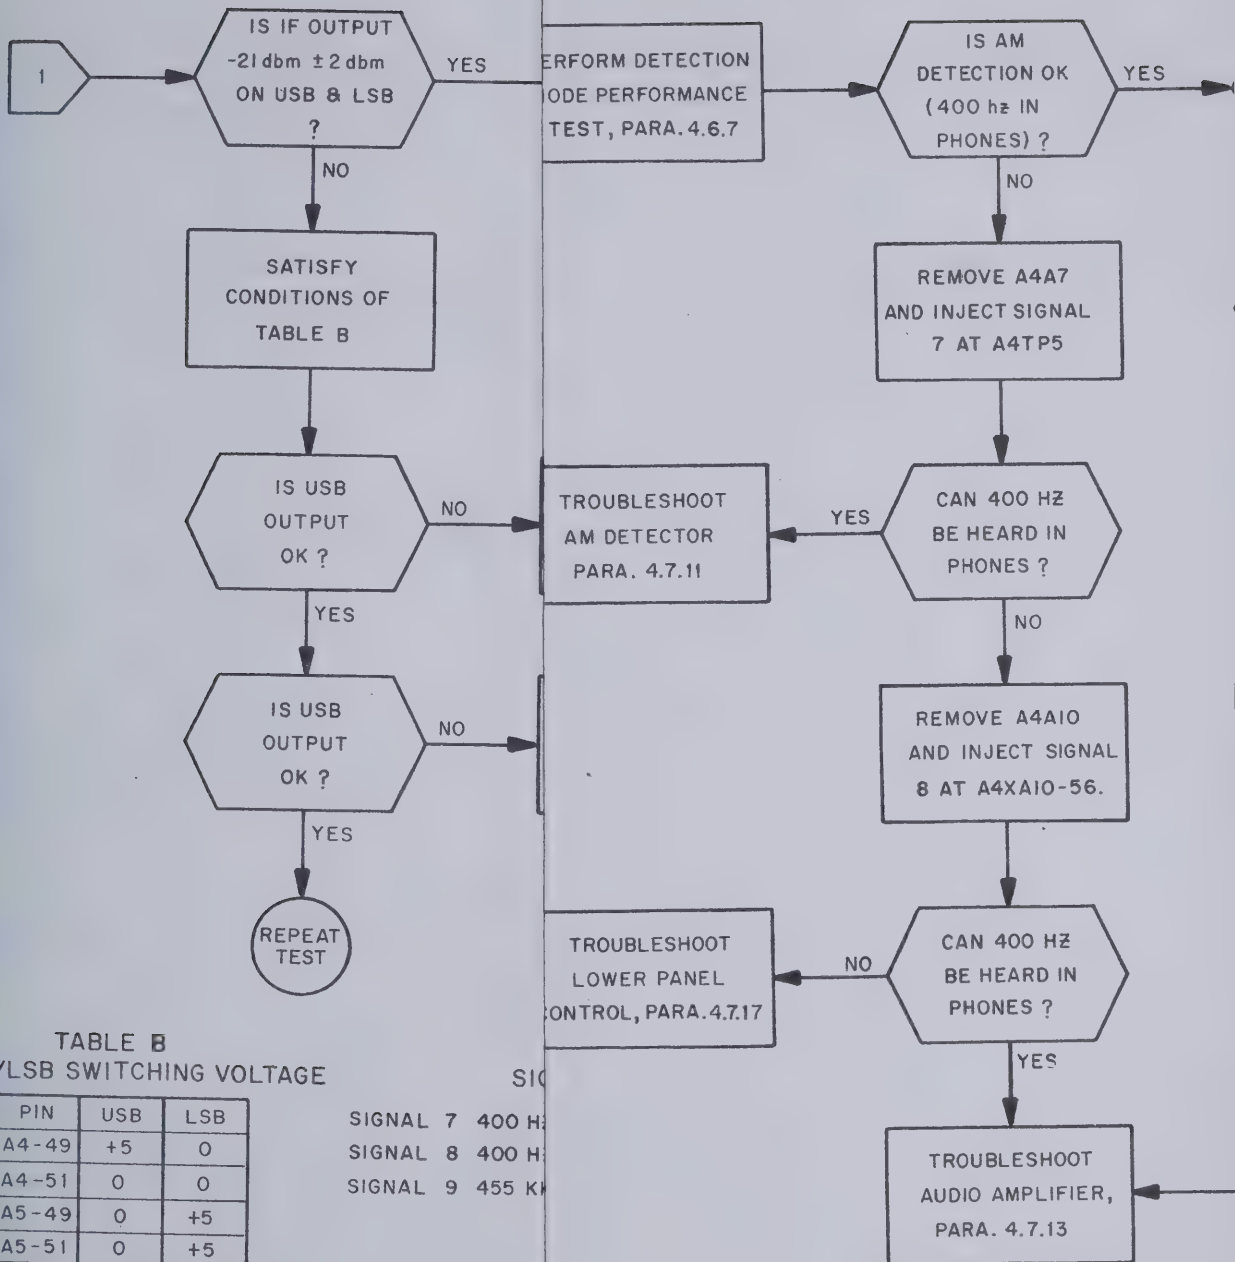 1
IS IF OUTPUT
-21dbm ±2dbm
ON USB & LSB
?
YES
NO
SATISFY
CONDITIONS OF
TABLE B
IS USB
OUTPUT
OK ?
NO
YES
IS USB
OUTPUT
OK ?
NO
YES
REPEAT
TEST
TABLE B
/LSB SWITCHING VOLTAGE
PIN USB LSB
A4-49 +5 0
A4-51 0 0
A5-49 0 +5
A5-51 0 +5
SIGNAL 7 400 H
SIGNAL 8 400 H
SIGNAL 9 455 K
ERFORM DETECTION
ODE PERFORMANCE
TEST, PARA. 4.6.7
IS AM
DETECTION OK
(400 hz IN
PHONES) ?
YES
NO
REMOVE A4A7
AND INJECT SIGNAL
7 AT A4TP5
CAN 400 HZ
BE HEARD IN
PHONES ?
YES
TROUBLESHOOT
AM DETECTOR
PARA. 4.7.11
NO
REMOVE A4A10
AND INJECT SIGNAL
8 AT A4XA10-56.
CAN 400 HZ
BE HEARD IN
PHONES ?
NO
TROUBLESHOOT
LOWER PANEL
ONTROL, PARA.4.7.17
YES
TROUBLESHOOT
AUDIO AMPLIFIER,
PARA. 4.7.13